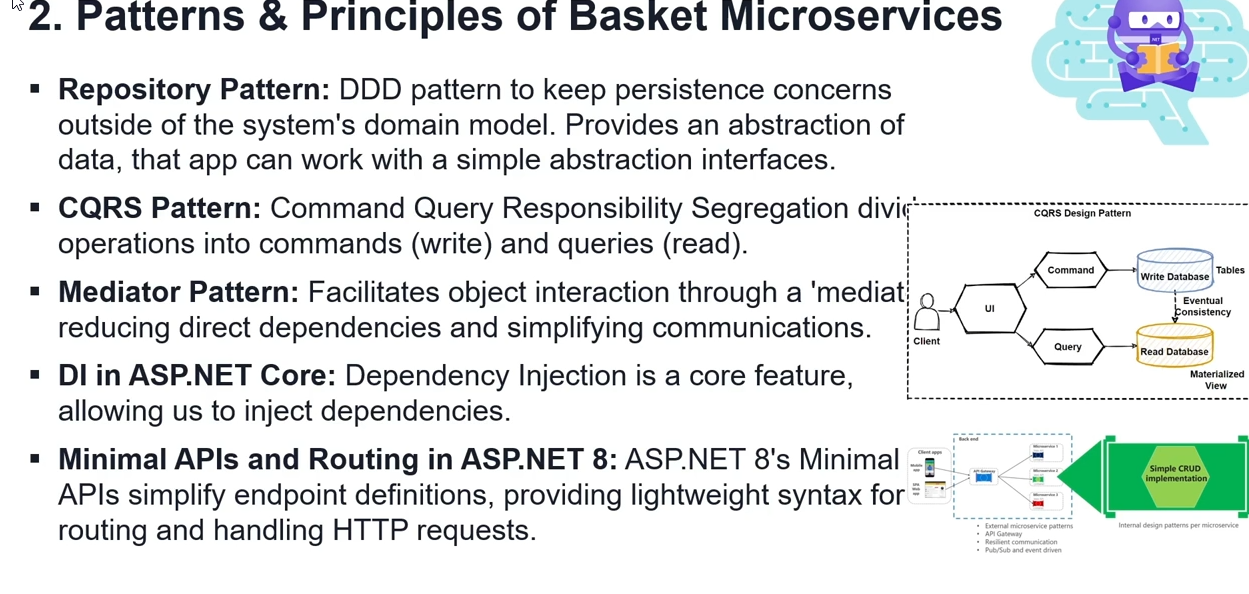 2. Patterns & Principles of Basket Microservices
.NET
▪ Repository Pattern: DDD pattern to keep persistence concerns
outside of the system's domain model. Provides an abstraction of
data, that app can work with a simple abstraction interfaces.
▪ CQRS Pattern: Command Query Responsibility Segregation divid
operations into commands (write) and queries (read).
▪ Mediator Pattern: Facilitates object interaction through a 'mediat
reducing direct dependencies and simplifying communications.
▪ DI in ASP.NET Core: Dependency Injection is a core feature,
allowing us to inject dependencies.
▪ Minimal APIs and Routing in ASP.NET 8: ASP.NET 8's Minimal
APIs simplify endpoint definitions, providing lightweight syntax for
routing and handling HTTP requests.
CQRS Design Pattern
Command
Write Database
Tables
UI
Eventual
Consistency
Client
Query
Read Database
Materialized
View
Back end
Client apps
Mobile
app
SPA
Web
app
API Gateway
Microservice 1
Microservice 2
Microservice 3
Simple CRUD
implementation
• External microservice patterns
• API Gateway
• Resilient communication
• Pub/Sub and event driven
Internal design patterns per microservice